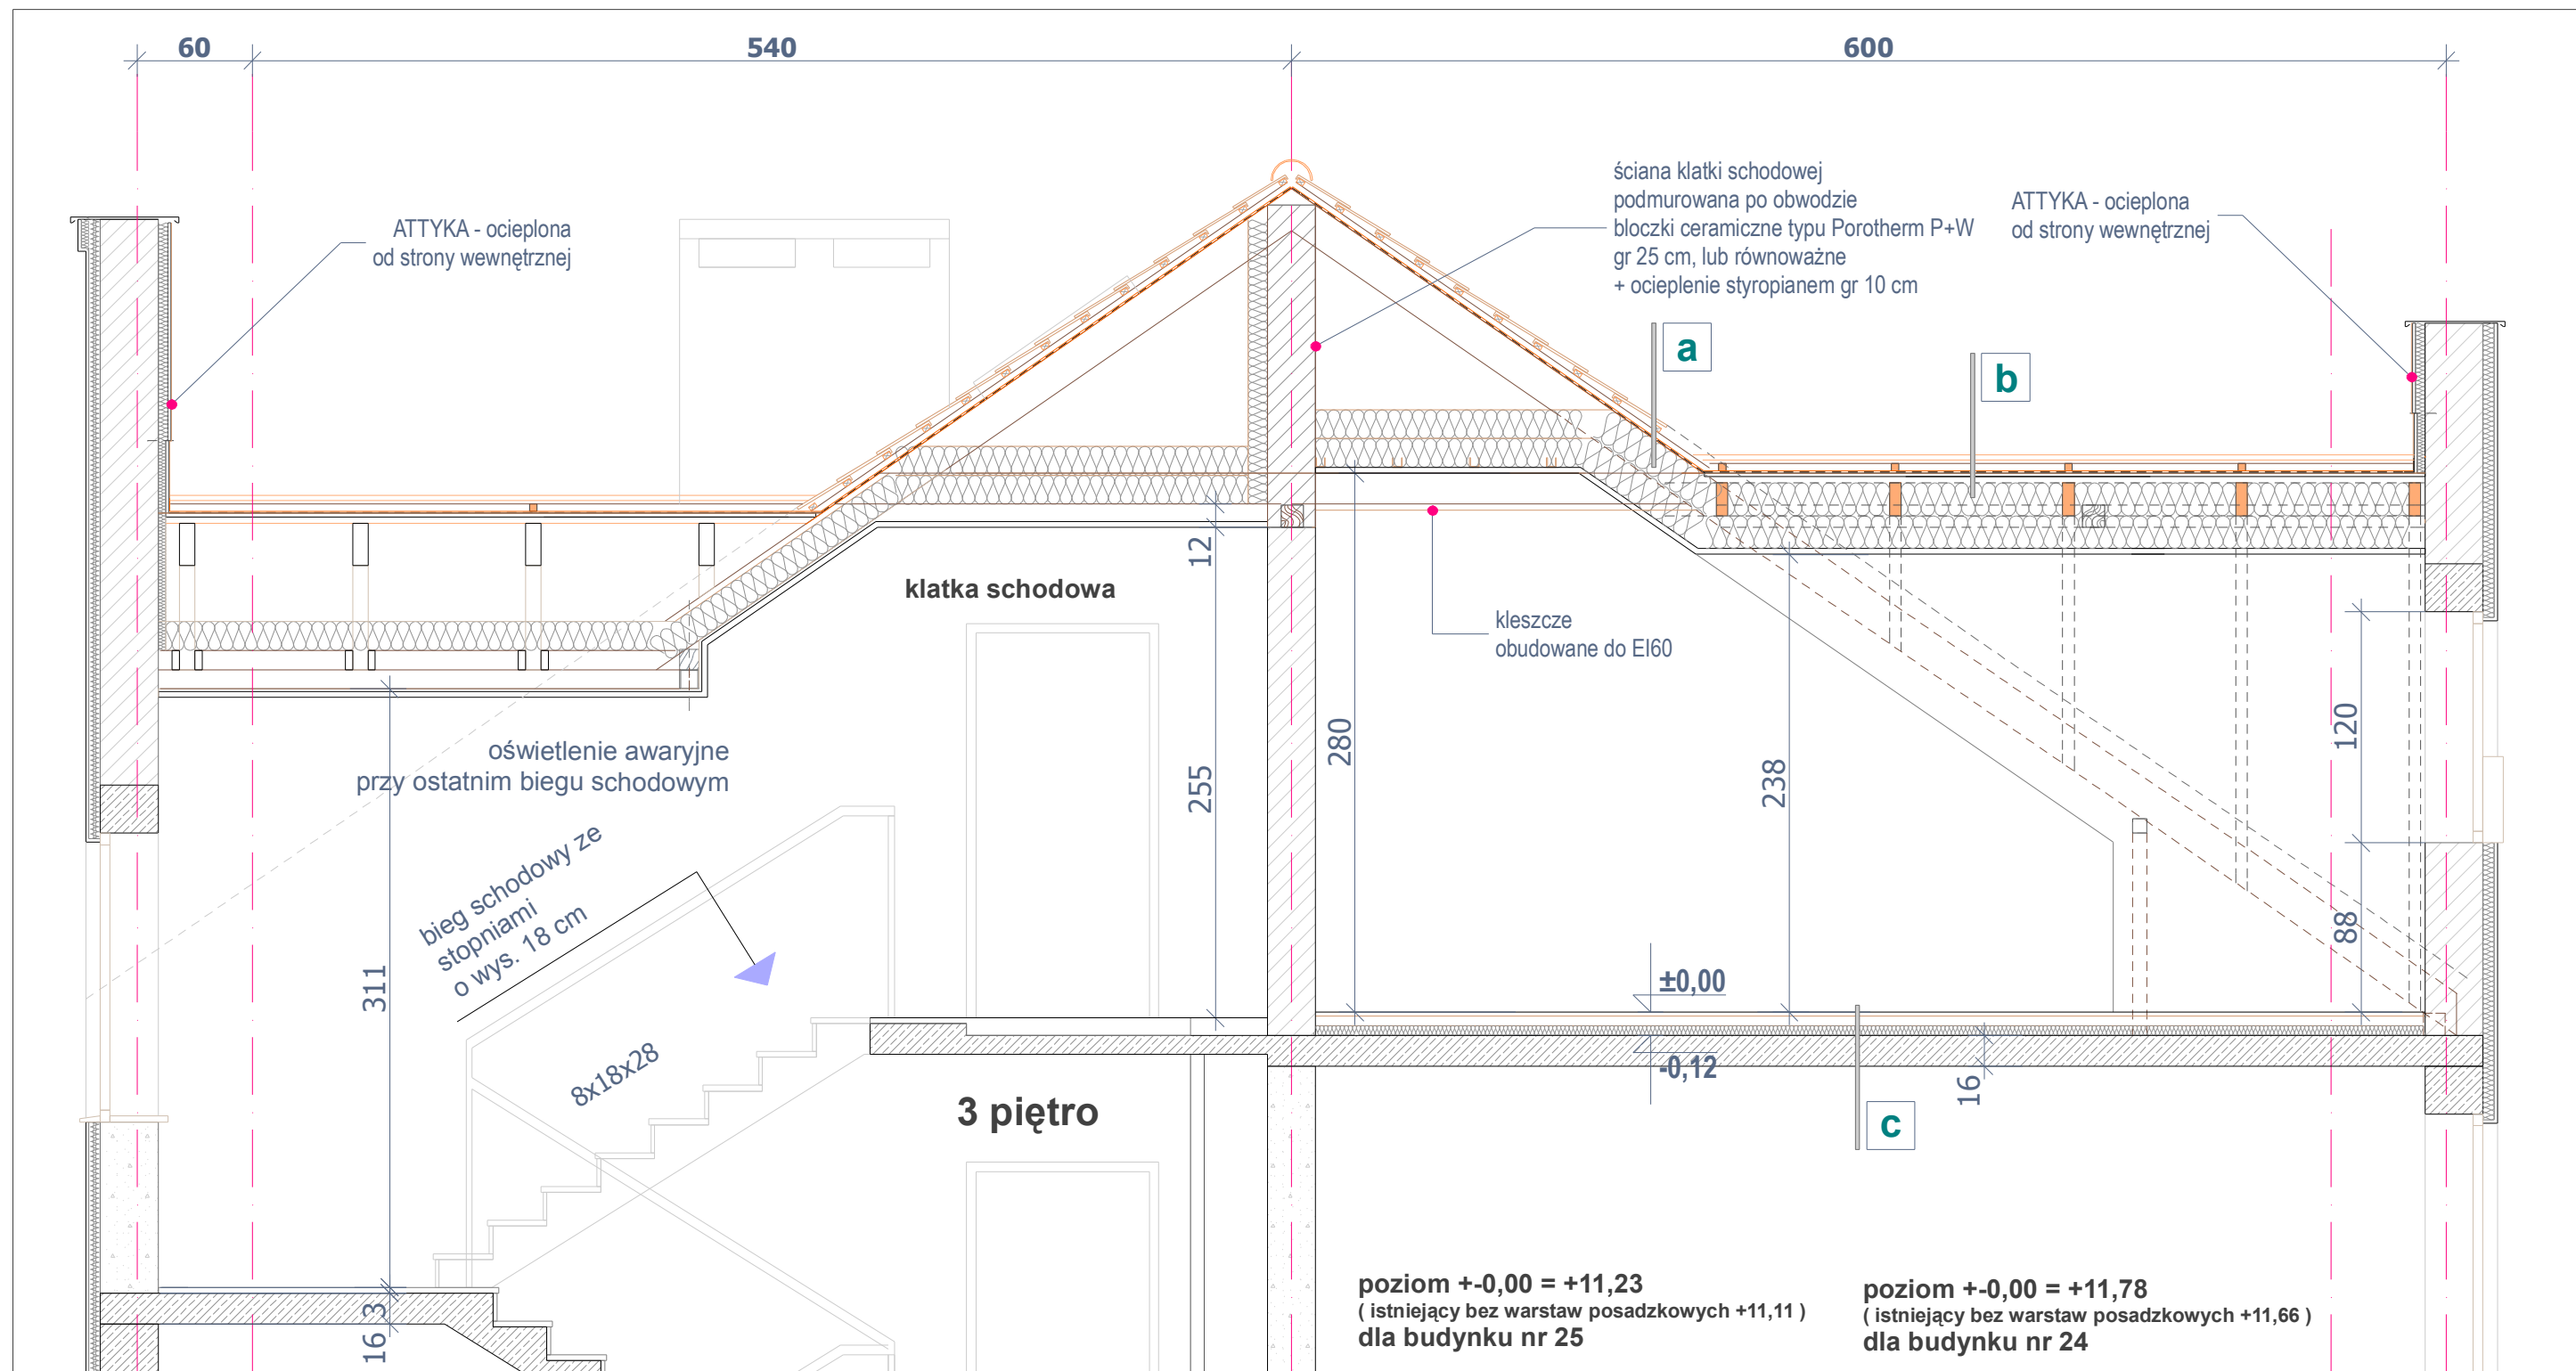 60
540
600
ATTYKA - ocieplona
od strony wewnętrznej
ściana klatki schodowej
podmurowana po obwodzie
bloczki ceramiczne typu Porotherm P+W
gr 25 cm, lub równoważne
+ ocieplenie styropianem gr 10 cm
ATTYKA - ocieplona
od strony wewnętrznej
a
b
12
klatka schodowa
kleszcze
obudowane do EI60
280
255
238
120
88
oświetlenie awaryjne
przy ostatnim biegu schodowym
bieg schodowy ze
stopniami
o wys. 18 cm
311
8x18x28
±0,00
-0,12
16
c
3 piętro
3
16
poziom +-0,00 = +11,23
( istniejący bez warstaw posadzkowych +11,11 )
dla budynku nr 25
poziom +-0,00 = +11,78
( istniejący bez warstaw posadzkowych +11,66 )
dla budynku nr 24